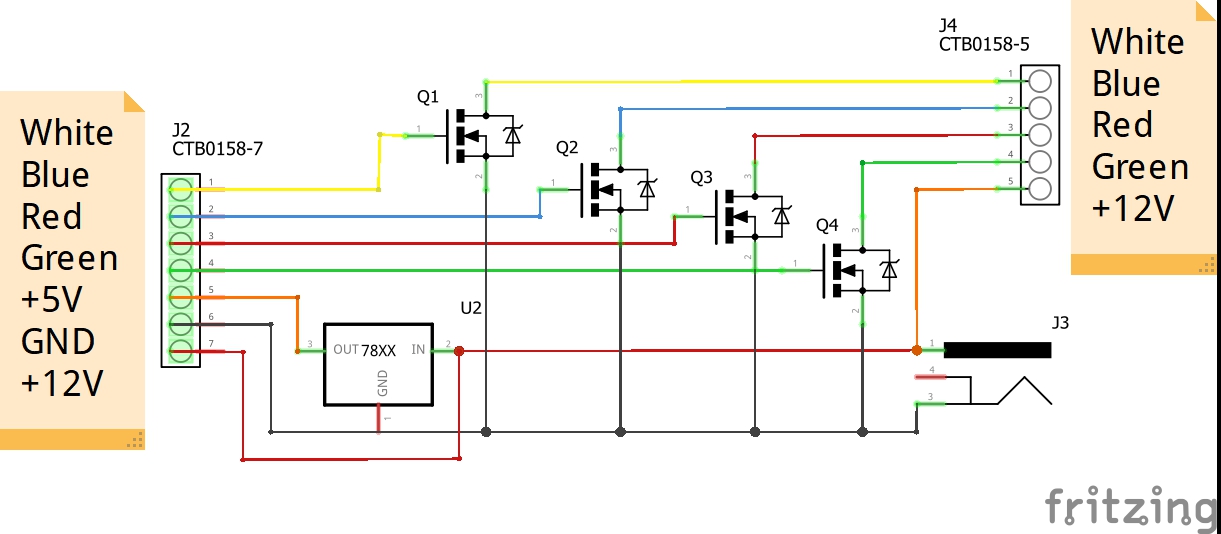 White
Blue
Red
Green
+5V
GND
+12V
J2
CTB0158-7
1
2
3
4
5
6
7
Q1
1
3
2
Q2
1
3
2
Q3
1
3
2
Q4
1
3
2
U2
3
OUT
78XX
IN
2
GND
1
J4
CTB0158-5
1
2
3
4
5
J3
1
4
3
White
Blue
Red
Green
+12V
fritzing